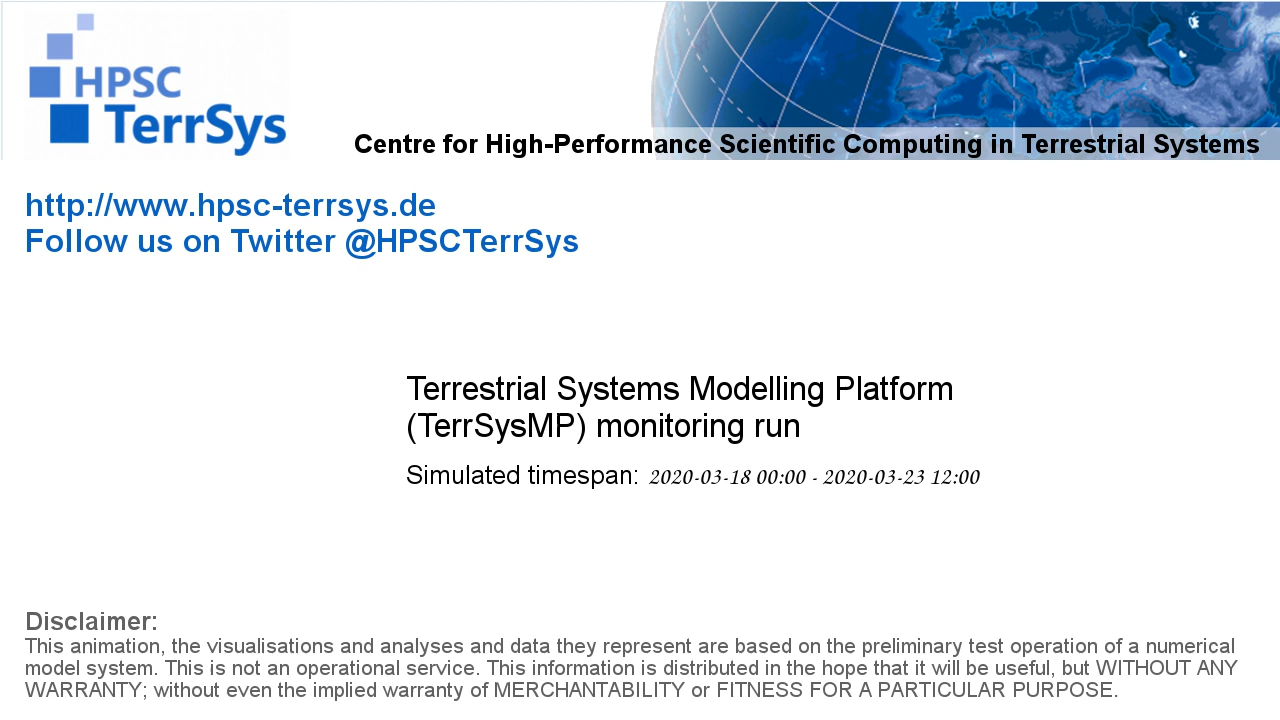 HPSC
TerrSys
Centre for High-Performance Scientific Computing in Terrestrial Systems
http://www.hpsc-terrsys.de
Follow us on Twitter @HPSCTerrSys
Terrestrial Systems Modelling Platform
(TerrSysMP) monitoring run
Simulated timespan: 2020-03-18 00:00 - 2020-03-23 12:00
Disclaimer:
This animation, the visualisations and analyses and data they represent are based on the preliminary test operation of a numerical
model system. This is not an operational service. This information is distributed in the hope that it will be useful, but WITHOUT ANY
WARRANTY; without even the implied warranty of MERCHANTABILITY or FITNESS FOR A PARTICULAR PURPOSE.